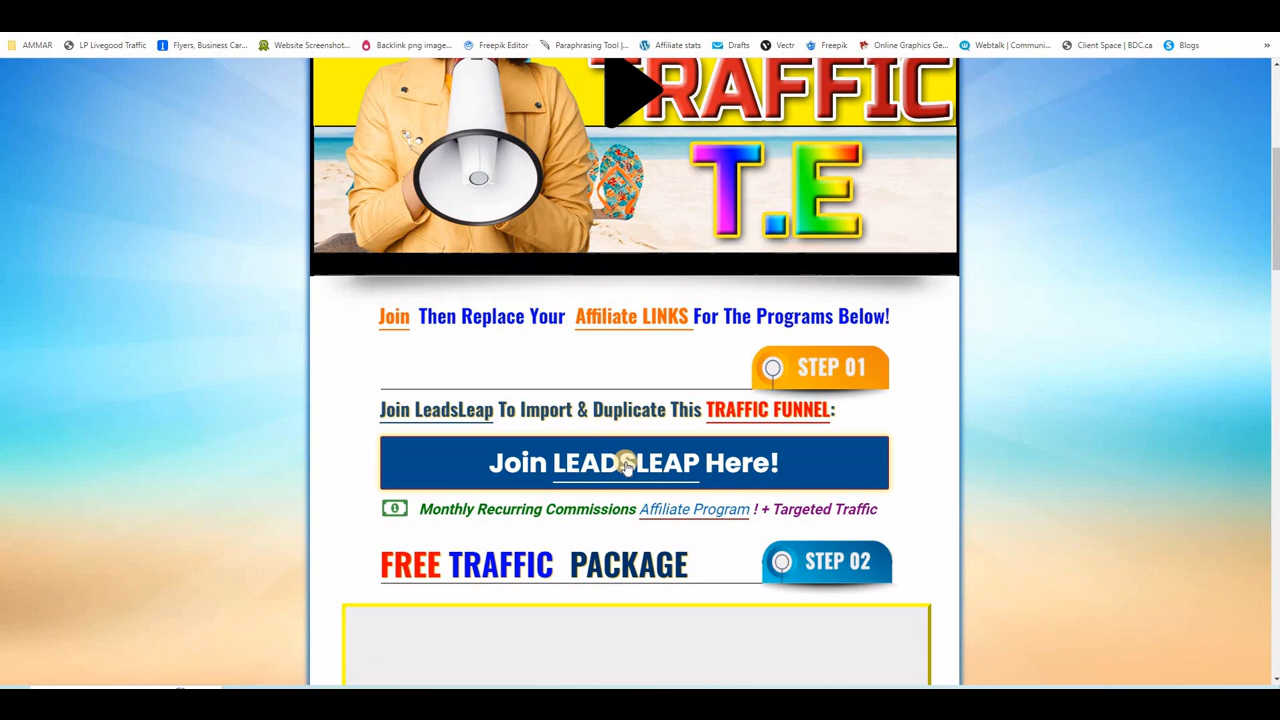 AMMAR LP Livegood Traffic Flyers, Business Car... Website Screenshot... Backlink png image... Freepik Editor Paraphrasing Tool |... Affiliate stats Drafts Vectr Freepik Online Graphics Ge... Webtalk | Communi... Client Space | BDC.ca Blogs »
TRAFFIC
T.E
Join Then Replace Your Affiliate LINKS For The Programs Below!
STEP 01
Join LeadsLeap To Import & Duplicate This TRAFFIC FUNNEL:
Join LEADSLEAP Here!
Monthly Recurring Commissions Affiliate Program ! + Targeted Traffic
FREE TRAFFIC PACKAGE STEP 02